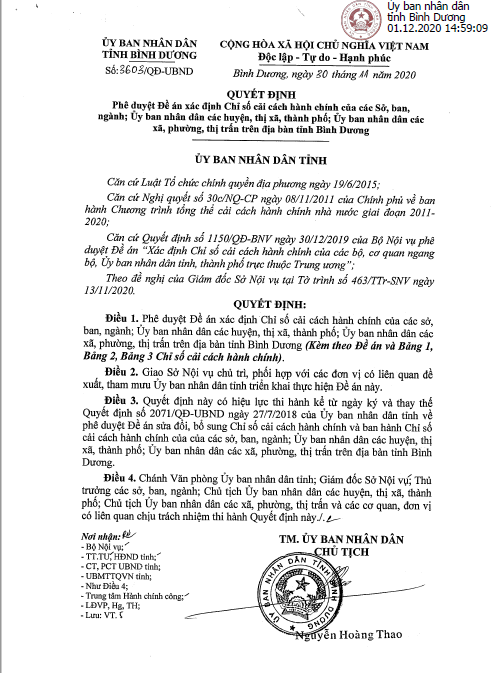 Ủy ban nhân dân
tỉnh Bình Dương
01.12.2020 14:59:09
ỦY BAN NHÂN DÂN
TỈNH BÌNH DƯƠNG
CỘNG HÒA XÃ HỘI CHỦ NGHĨA VIỆT NAM
Độc lập - Tự do - Hạnh phúc
Số: 3603/QĐ-UBND
Bình Dương, ngày 30 tháng 11 năm 2020
QUYẾT ĐỊNH
Phê duyệt Đề án xác định Chỉ số cải cách hành chính của các Sở, ban,
ngành; Ủy ban nhân dân các huyện, thị xã, thành phố; Ủy ban nhân dân các
xã, phường, thị trấn trên địa bàn tỉnh Bình Dương
ỦY BAN NHÂN DÂN TỈNH
Căn cứ Luật Tổ chức chính quyền địa phương ngày 19/6/2015;
Căn cứ Nghị quyết số 30c/NQ-CP ngày 08/11/2011 của Chính phủ về ban
hành Chương trình tổng thể cải cách hành chính nhà nước giai đoạn 2011-
2020;
Căn cứ Quyết định số 1150/QĐ-BNV ngày 30/12/2019 của Bộ Nội vụ phê
duyệt Đề án “Xác định Chỉ số cải cách hành chính của các bộ, cơ quan ngang
bộ, Ủy ban nhân dân tỉnh, thành phố trực thuộc Trung ương”;
Theo đề nghị của Giám đốc Sở Nội vụ tại Tờ trình số 463/TTr-SNV ngày
13/11/2020.
QUYẾT ĐỊNH:
Điều 1. Phê duyệt Đề án xác định Chỉ số cải cách hành chính của các sở,
ban, ngành; Ủy ban nhân dân các huyện, thị xã, thành phố; Ủy ban nhân dân các
xã, phường, thị trấn trên địa bàn tỉnh Bình Dương (Kèm theo Đề án và Bảng 1,
Bảng 2, Bảng 3 Chỉ số cải cách hành chính).
Điều 2. Giao Sở Nội vụ chủ trì, phối hợp với các đơn vị có liên quan đề
xuất, tham mưu Ủy ban nhân dân tỉnh triển khai thực hiện Đề án này.
Điều 3. Quyết định này có hiệu lực thi hành kể từ ngày ký và thay thế
Quyết định số 2071/QĐ-UBND ngày 27/7/2018 của Ủy ban nhân dân tỉnh về
phê duyệt Đề án sửa đổi, bổ sung Chỉ số cải cách hành chính và ban hành Chỉ số
cải cách hành chính của của các sở, ban, ngành; Ủy ban nhân dân các huyện, thị
xã, thành phố; Ủy ban nhân dân các xã, phường, thị trấn trên địa bàn tỉnh Bình
Dương.
Điều 4. Chánh Văn phòng Ủy ban nhân dân tỉnh; Giám đốc Sở Nội vụ; Thủ
trưởng các sở, ban, ngành; Chủ tịch Ủy ban nhân dân các huyện, thị xã, thành
phố; Chủ tịch Ủy ban nhân dân các xã, phường, thị trấn và các cơ quan, đơn vị
có liên quan chịu trách nhiệm thi hành Quyết định này./.
Nơi nhận:
- Bộ Nội vụ;
- TT.TU, HĐND tỉnh;
- CT, PCT UBND tỉnh;
- UBMTTQVN tỉnh;
- Như Điều 4;
- Trung tâm Hành chính công;
- LĐVP, Hg, TH;
- Lưu: VT.
TM. ỦY BAN NHÂN DÂN
CHỦ TỊCH
ỦY BAN NHÂN DÂN TỈNH BÌNH DƯƠNG
Nguyễn Hoàng Thao